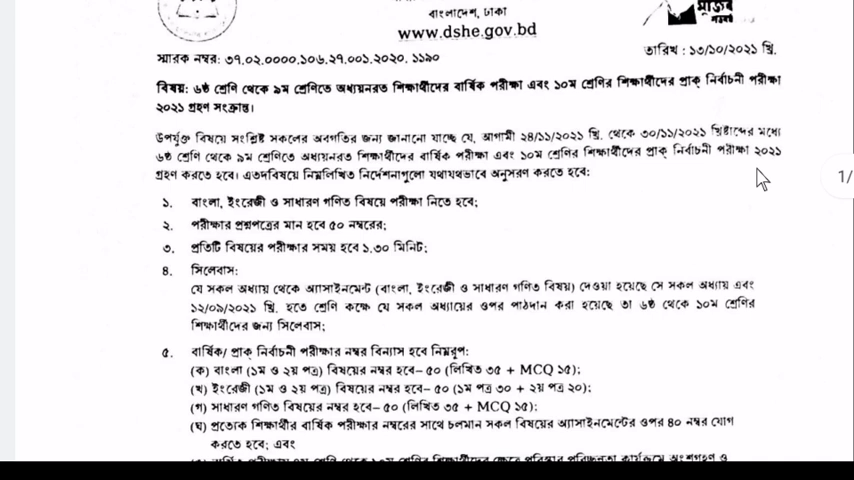 মুজিব
শতবর্ষ
বাংলাদেশ, ঢাকা
www.dshe.gov.bd
স্মারক নম্বর: ৩৭.০২.০০০০.১০৬.২৭.০০১.২০২০. ১১৯০
তারিখ : ১৩/১০/২০২১ খ্রি.
বিষয়: ৬ষ্ঠ শ্রেণি থেকে ৯ম শ্রেণিতে অধ্যয়নরত শিক্ষার্থীদের বার্ষিক পরীক্ষা এবং ১০ম শ্রেণির শিক্ষার্থীদের প্রাক্ নির্বাচনী পরীক্ষা
২০২১ গ্রহণ সংক্রান্ত।
উপর্যুক্ত বিষয়ে সংশ্লিষ্ট সকলের অবগতির জন্য জানানো যাচ্ছে যে, আগামী ২৪/১১/২০২১ খ্রি. থেকে ৩০/১১/২০২১ খ্রিষ্টাব্দের মধ্যে
৬ষ্ঠ শ্রেণি থেকে ৯ম শ্রেণিতে অধ্যয়নরত শিক্ষার্থীদের বার্ষিক পরীক্ষা এবং ১০ম শ্রেণির শিক্ষার্থীদের প্রাক্ নির্বাচনী পরীক্ষা ২০২১
গ্রহণ করতে হবে। এতদবিষয়ে নিম্নলিখিত নির্দেশনাগুলো যথাযথভাবে অনুসরণ করতে হবে:
1/
১. বাংলা, ইংরেজী ও সাধারণ গণিত বিষয়ে পরীক্ষা নিতে হবে;
২. পরীক্ষার প্রশ্নপত্রের মান হবে ৫০ নম্বরের;
৩. প্রতিটি বিষয়ের পরীক্ষার সময় হবে ১.৩০ মিনিট;
৪. সিলেবাস:
যে সকল অধ্যায় থেকে অ্যাসাইনমেন্ট (বাংলা, ইংরেজী ও সাধারণ গণিত বিষয়) দেওয়া হয়েছে সে সকল অধ্যায় এবং
১২/০৯/২০২১ খ্রি. হতে শ্রেণি কক্ষে যে সকল অধ্যায়ের ওপর পাঠদান করা হয়েছে তা ৬ষ্ঠ থেকে ১০ম শ্রেণির
শিক্ষার্থীদের জন্য সিলেবাস;
৫. বার্ষিক/ প্রাক্ নির্বাচনী পরীক্ষার নম্বর বিন্যাস হবে নিম্নরূপ:
(ক) বাংলা (১ম ও ২য় পত্র) বিষয়ের নম্বর হবে– ৫০ (লিখিত ৩৫ + MCQ ১৫);
(খ) ইংরেজী (১ম ও ২য় পত্র) বিষয়ের নম্বর হবে– ৫০ (১ম পত্র ৩০ + ২য় পত্র ২০);
(গ) সাধারণ গণিত বিষয়ের নম্বর হবে– ৫০ (লিখিত ৩৫ + MCQ ১৫);
(ঘ) প্রত্যেক শিক্ষার্থীর বার্ষিক পরীক্ষার নম্বরের সাথে চলমান সকল বিষয়ের অ্যাসাইনমেন্টের ওপর ৪০ নম্বর যোগ
করতে হবে; এবং